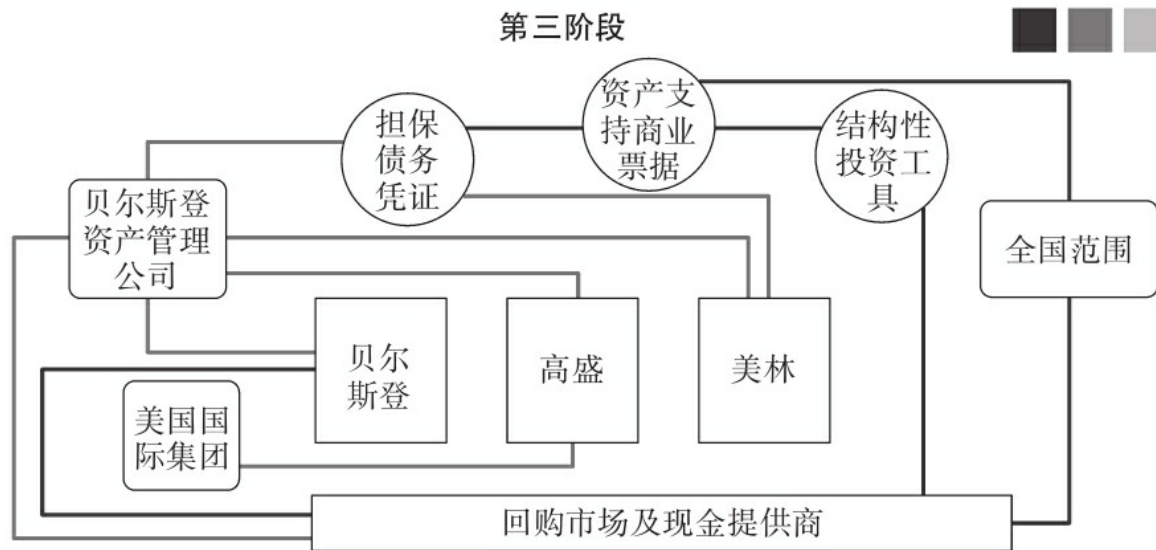 第三阶段
担保
债务
凭证
资产支
持商业
票据
结构性
投资工
具
贝尔斯登
资产管理
公司
全国范围
贝尔
斯登
高盛
美林
美国国
际集团
回购市场及现金提供商